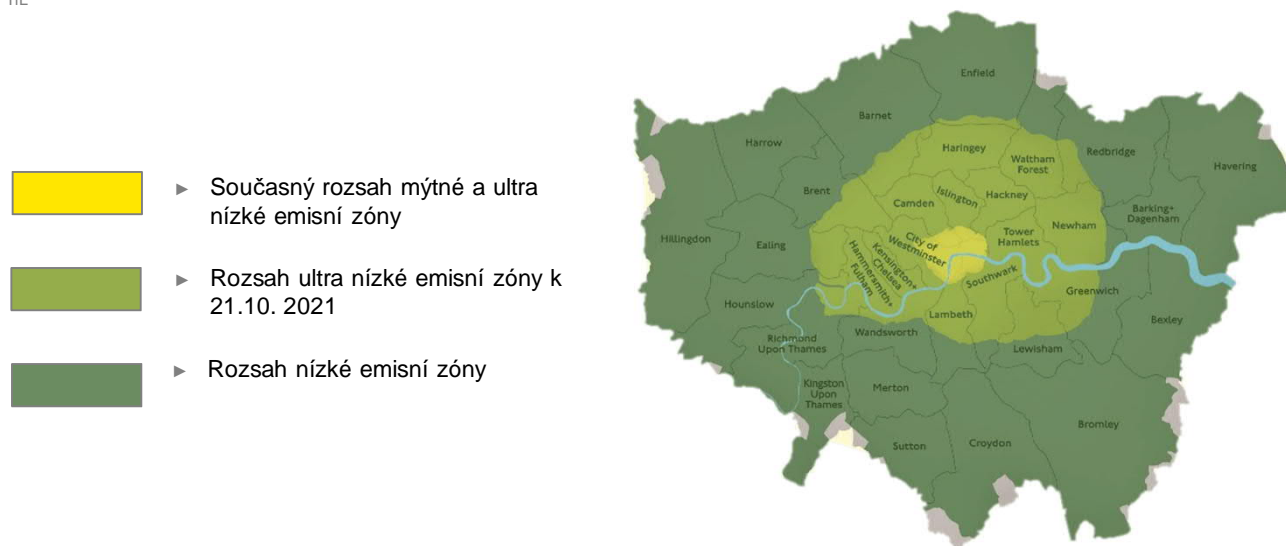 ► Současný rozsah mýtné a ultra
nízké emisní zóny
► Rozsah ultra nízké emisní zóny k
21.10. 2021
► Rozsah nízké emisní zóny
Enfield
Barnet
Harrow
Haringey
Waltham
Forest
Redbridge
Havering
Brent
Camden
Islington
Hackney
Barking+
Dagenham
Hillingdon
Ealing
City of
Westminster
Tower
Hamlets
Newham
Kensington+
Chelsea
Hammersmith+
Fulham
Southwark
Greenwich
Hounslow
Lambeth
Bexley
Richmond
Upon Thames
Wandsworth
Lewisham
Kingston
Upon
Thames
Merton
Bromley
Sutton
Croydon